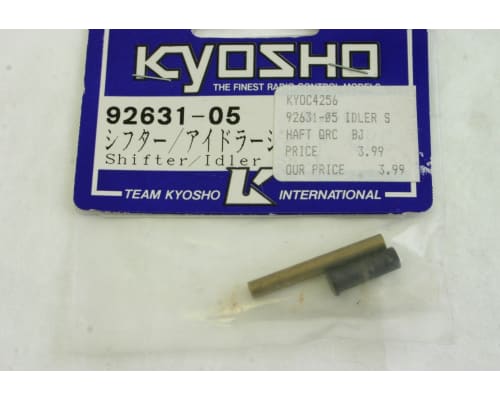 KYOSHO
THE FINEST RADIO CONTROL MODELS
92631-05
シフター/アイドラーシ
Shifter/Idler
KYOC4256
92631-05 IDLER S
HAFT QRC BJ
PRICE 3.99
OUR PRICE 3.99
TEAM KYOSHO K INTERNATIONAL